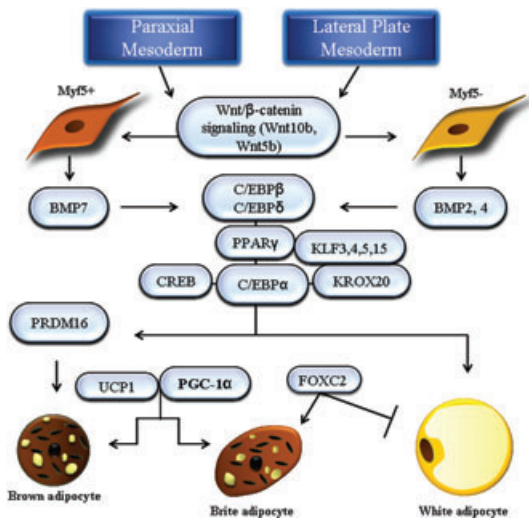 Paraxial
Mesoderm
Lateral Plate
Mesoderm
Myf5+
Myf5-
Wnt/β-catenin
signaling (Wnt10b,
Wnt5b)
BMP7
C/EBPβ
C/EBPδ
BMP2, 4
PPARγ
KLF3,4,5,15
CREB
C/EBPα
KROX20
PRDM16
UCP1
PGC-1α
FOXC2
Brown adipocyte
Brite adipocyte
White adipocyte